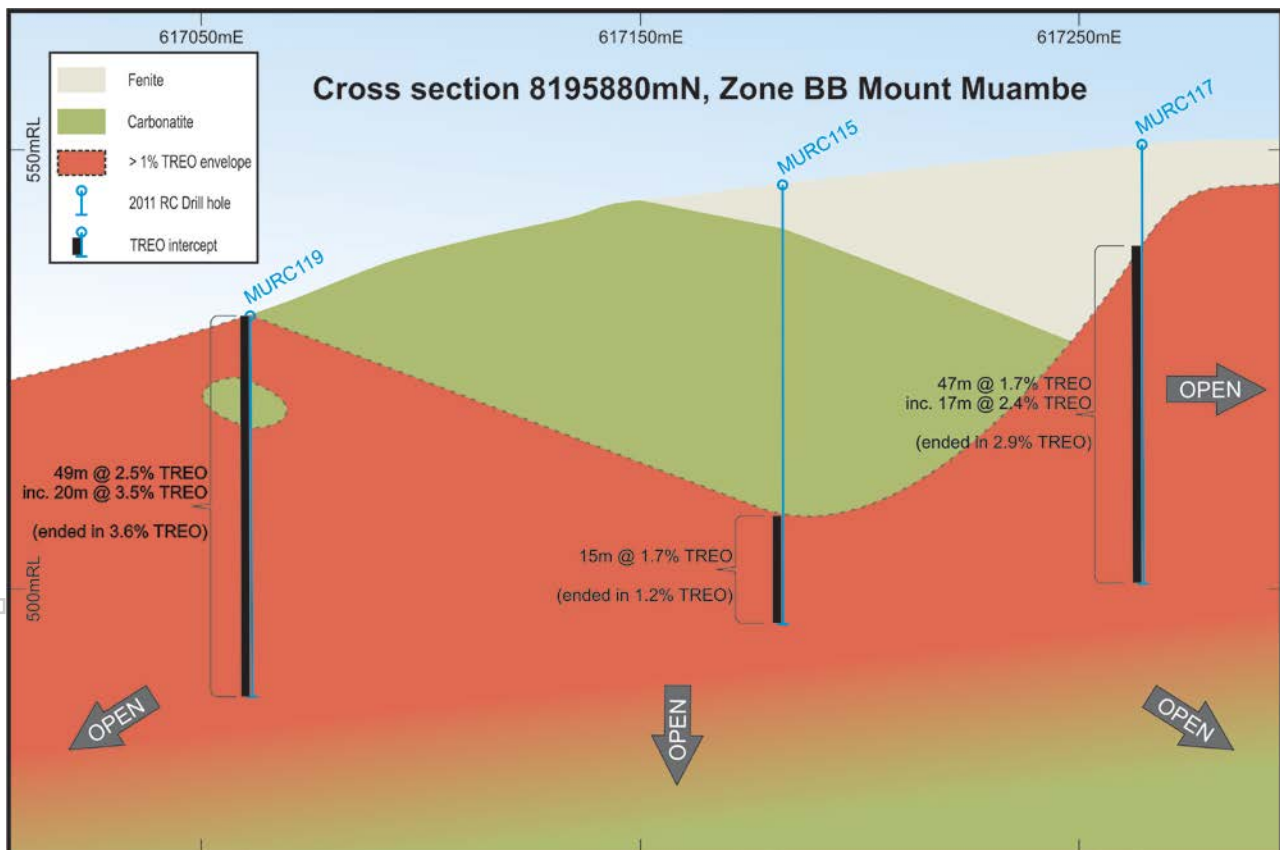 617050mE
617150mE
617250mE
Cross section 8195880mN, Zone BB Mount Muambe
Fenite
Carbonatite
> 1% TREO envelope
2011 RC Drill hole
TREO intercept
550mRL
500mRL
MURC119
MURC115
MURC117
49m @ 2.5% TREO
inc. 20m @ 3.5% TREO
(ended in 3.6% TREO)
15m @ 1.7% TREO
(ended in 1.2% TREO)
47m @ 1.7% TREO
inc. 17m @ 2.4% TREO
(ended in 2.9% TREO)
OPEN
OPEN
OPEN
OPEN